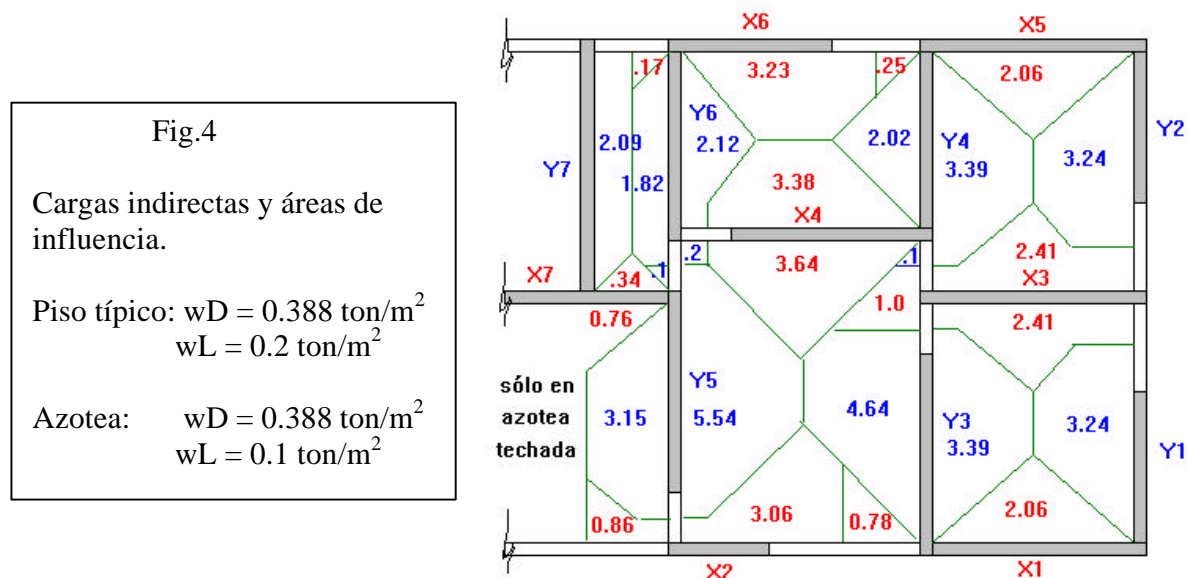 Fig.4
Cargas indirectas y áreas de
influencia.
Piso típico: wD = 0.388 ton/m²
wL = 0.2 ton/m²
Azotea: wD = 0.388 ton/m²
wL = 0.1 ton/m²
X6
X5
.17
3.23
.25
2.06
Y6
Y2
2.09
2.12
2.02
Y4
3.24
Y7
3.39
1.82
3.38
X4
.2
.1
2.41
3.64
X7
.34
.1
1.0
X3
0.76
2.41
sólo en
azotea
techada
Y5
3.15
5.54
4.64
Y3
3.39
3.24
Y1
0.86
3.06
0.78
2.06
X2
X1